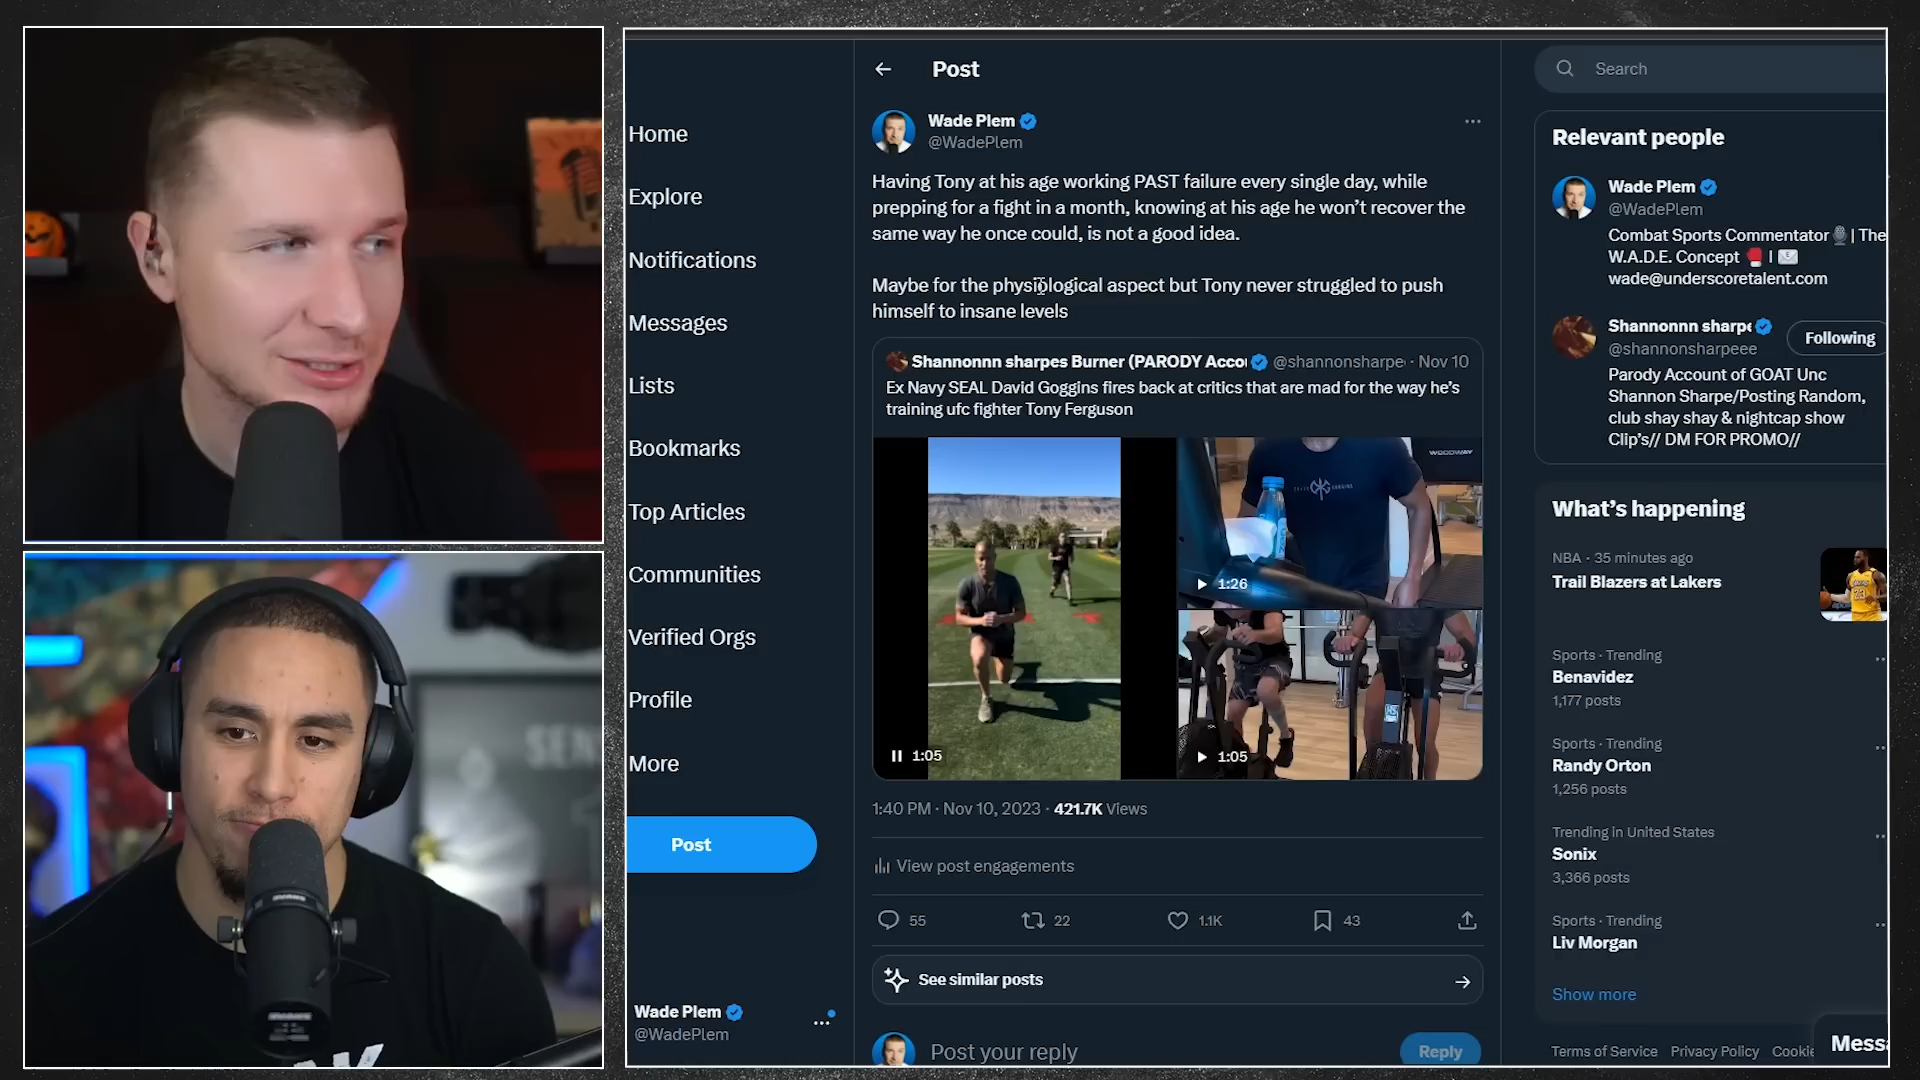 Home
Explore
Notifications
Messages
Lists
Bookmarks
Top Articles
Communities
Verified Orgs
Profile
More
Post
Wade Plem
@WadePlem
Post
Wade Plem
@WadePlem
Having Tony at his age working PAST failure every single day, while
prepping for a fight in a month, knowing at his age he won't recover the
same way he once could, is not a good idea.
Maybe for the physiological aspect but Tony never struggled to push
himself to insane levels
Shannonnn sharpes Burner (PARODY Accou @shannonsharpe · Nov 10
Ex Navy SEAL David Goggins fires back at critics that are mad for the way he's
training ufc fighter Tony Ferguson
WOODWAY
1:26
1:05
1:05
1:40 PM · Nov 10, 2023 · 421.7K Views
View post engagements
55 22 1.1K 43
See similar posts
Post your reply
Reply
Search
Relevant people
Wade Plem
@WadePlem
Combat Sports Commentator | The
W.A.D.E. Concept |
wade@underscoretalent.com
Shannonnn sharpe
Following
@shannonsharpeee
Parody Account of GOAT Unc
Shannon Sharpe/Posting Random,
club shay shay & nightcap show
Clip's// DM FOR PROMO//
What's happening
NBA · 35 minutes ago
Trail Blazers at Lakers
Sports · Trending
Benavidez
1,177 posts
Sports · Trending
Randy Orton
1,256 posts
Trending in United States
Sonix
3,366 posts
Sports · Trending
Liv Morgan
Show more
Terms of Service Privacy Policy Cookie
Messa